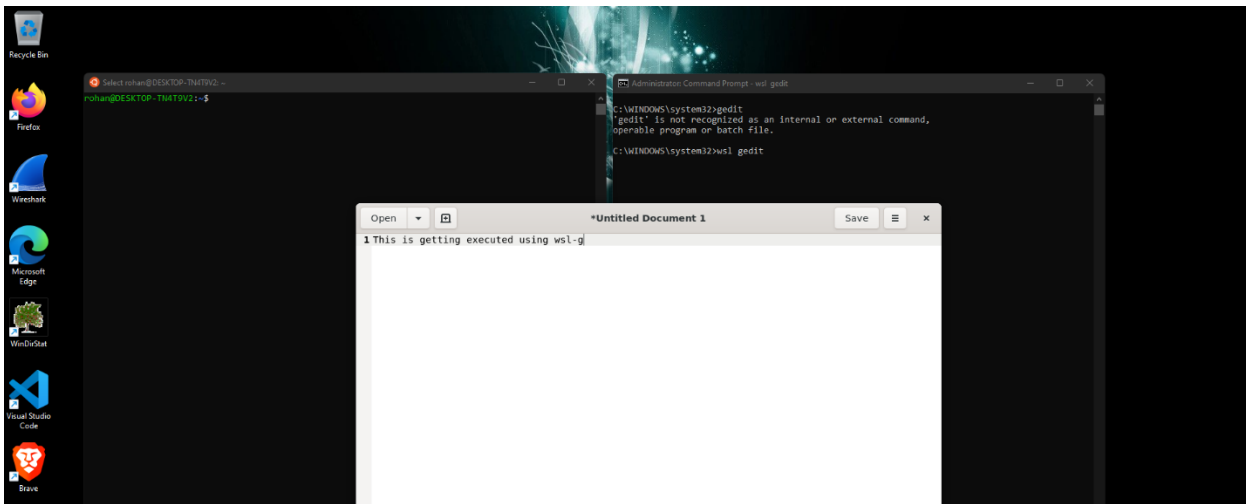 Recycle Bin
Firefox
Wireshark
Microsoft
Edge
WinDirStat
Visual Studio
Code
Brave
Select rohan@DESKTOP-TN4T9V2: ~
rohan@DESKTOP-TN4T9V2:~$
Administrator: Command Prompt - wsl gedit
C:\WINDOWS\system32>gedit
'gedit' is not recognized as an internal or external command,
operable program or batch file.
C:\WINDOWS\system32>wsl gedit
Open
*Untitled Document 1
Save
1 This is getting executed using wsl-g